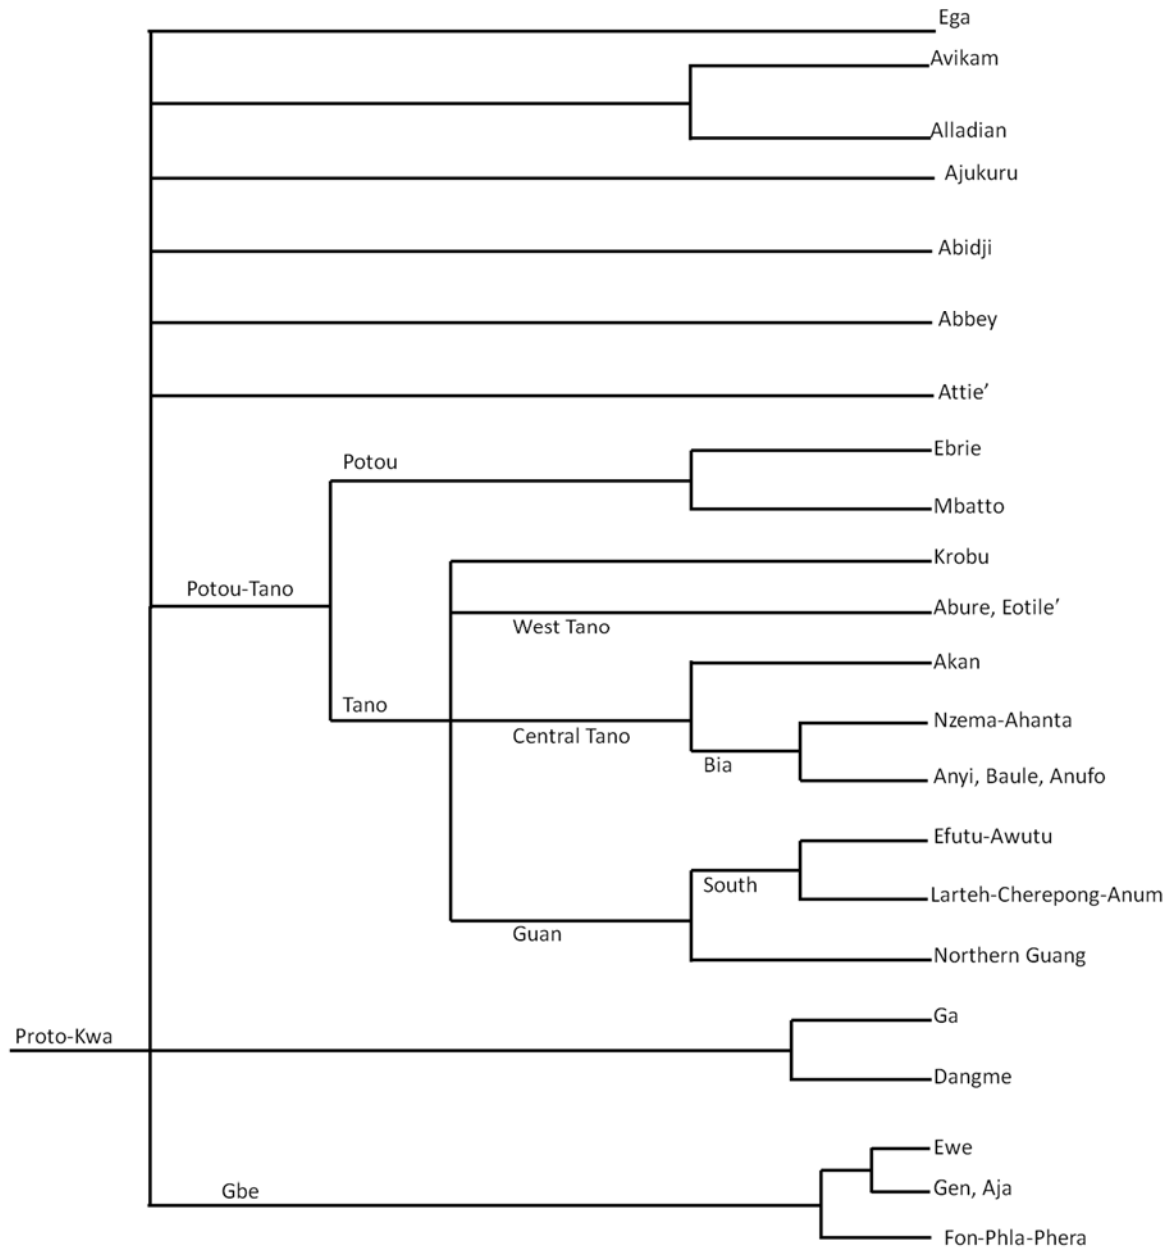 Ega
Avikam
Alladian
Ajukuru
Abidji
Abbey
Attie’
Ebrie
Potou
Mbatto
Krobu
Potou-Tano
Abure, Eotile’
West Tano
Akan
Tano
Nzema-Ahanta
Central Tano
Bia
Anyi, Baule, Anufo
Efutu-Awutu
South
Larteh-Cherepong-Anum
Guan
Northern Guang
Ga
Proto-Kwa
Dangme
Ewe
Gbe
Gen, Aja
Fon-Phla-Phera